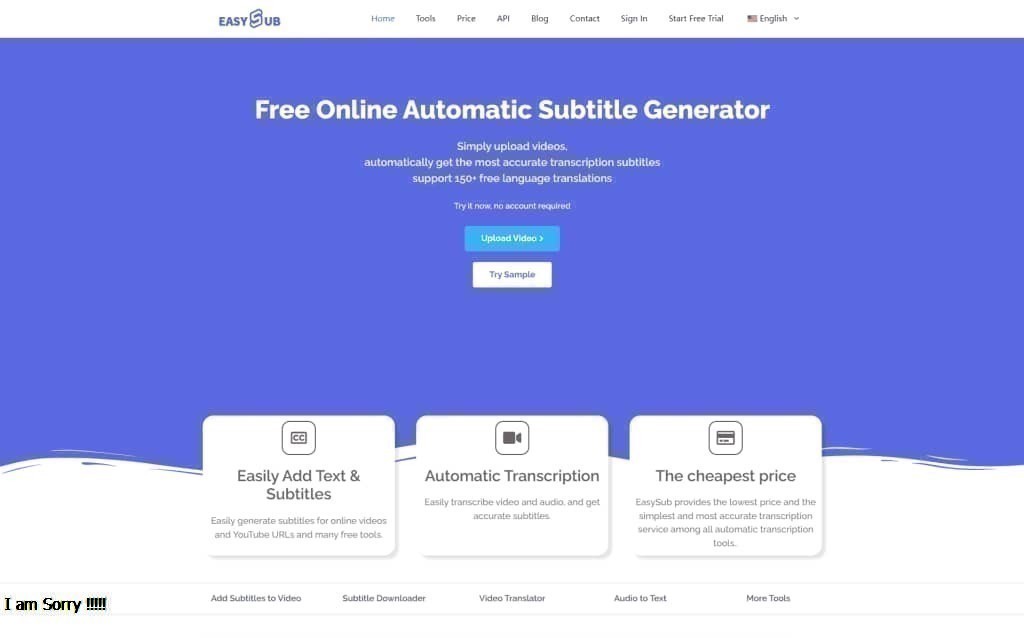 EASYSUB
Home Tools Price API Blog Contact Sign In Start Free Trial English
Free Online Automatic Subtitle Generator
Simply upload videos,
automatically get the most accurate transcription subtitles
support 150+ free language translations
Try it now, no account required
Upload Video >
Try Sample
CC
Easily Add Text &
Subtitles
Easily generate subtitles for online videos
and YouTube URLs and many free tools.
Automatic Transcription
Easily transcribe video and audio, and get
accurate subtitles.
The cheapest price
EasySub provides the lowest price and the
simplest and most accurate transcription
service among all automatic transcription
tools.
Add Subtitles to Video Subtitle Downloader Video Translator Audio to Text More Tools
I am Sorry !!!!!